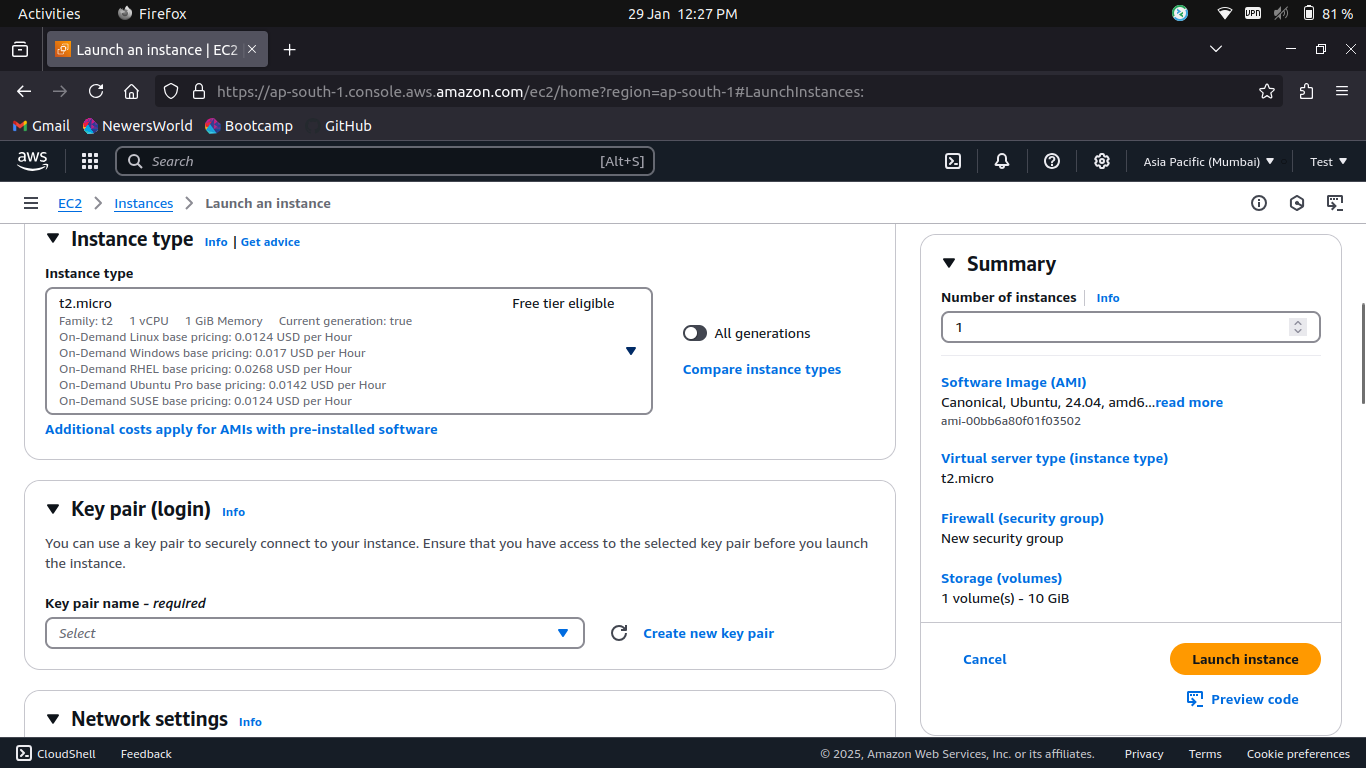 Activities Firefox 29 Jan 12:27 PM VPN 81 %
Launch an instance | EC2
https://ap-south-1.console.aws.amazon.com/ec2/home?region=ap-south-1#LaunchInstances:
Gmail NewersWorld Bootcamp GitHub
aws Search [Alt+S] Asia Pacific (Mumbai) Test
EC2 Instances Launch an instance
Instance type Info | Get advice
Instance type
t2.micro Free tier eligible
Family: t2 1 vCPU 1 GiB Memory Current generation: true
On-Demand Linux base pricing: 0.0124 USD per Hour
On-Demand Windows base pricing: 0.017 USD per Hour
On-Demand RHEL base pricing: 0.0268 USD per Hour
On-Demand Ubuntu Pro base pricing: 0.0142 USD per Hour
On-Demand SUSE base pricing: 0.0124 USD per Hour
All generations
Compare instance types
Additional costs apply for AMIs with pre-installed software
Key pair (login) Info
You can use a key pair to securely connect to your instance. Ensure that you have access to the selected key pair before you launch
the instance.
Key pair name - required
Select Create new key pair
Network settings Info
Summary
Number of instances Info
1
Software Image (AMI)
Canonical, Ubuntu, 24.04, amd6...read more
ami-00bb6a80f01f03502
Virtual server type (instance type)
t2.micro
Firewall (security group)
New security group
Storage (volumes)
1 volume(s) - 10 GiB
Cancel Launch instance
Preview code
CloudShell Feedback © 2025, Amazon Web Services, Inc. or its affiliates. Privacy Terms Cookie preferences